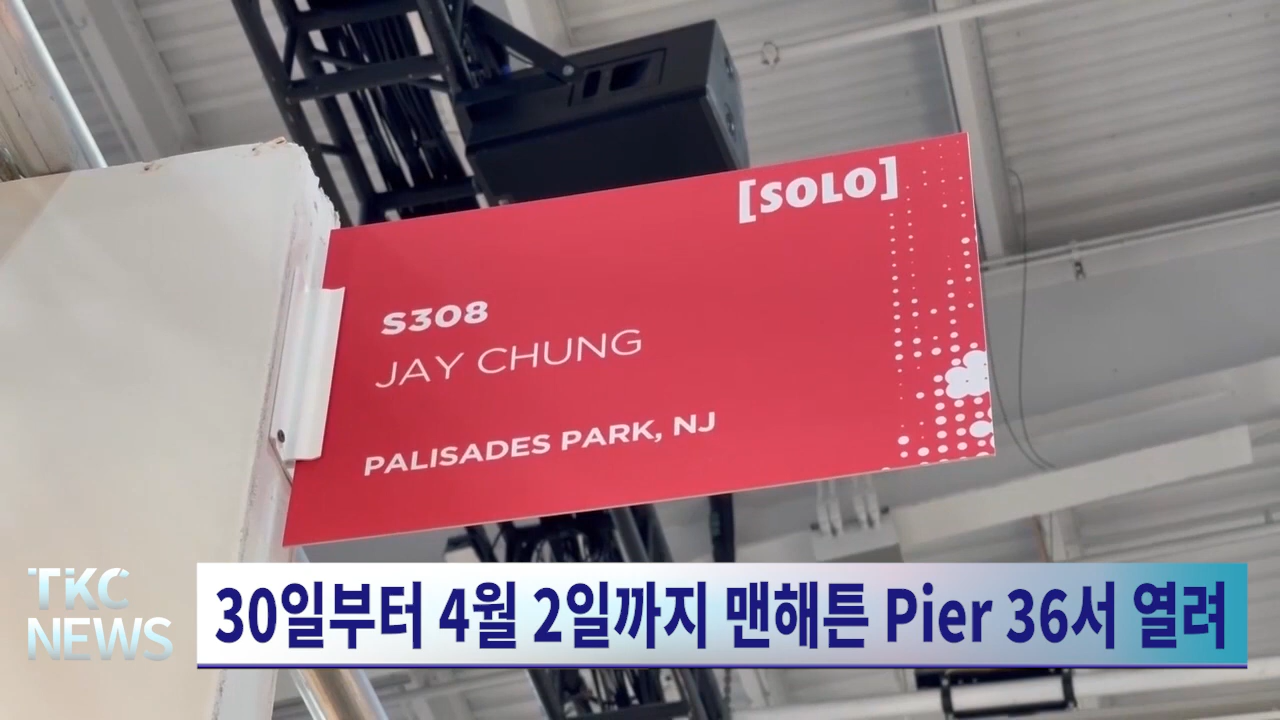 [SOLO]
S308
JAY CHUNG
PALISADES PARK, NJ
TKC
NEWS
30일부터 4월 2일까지 맨해튼 Pier 36서 열려